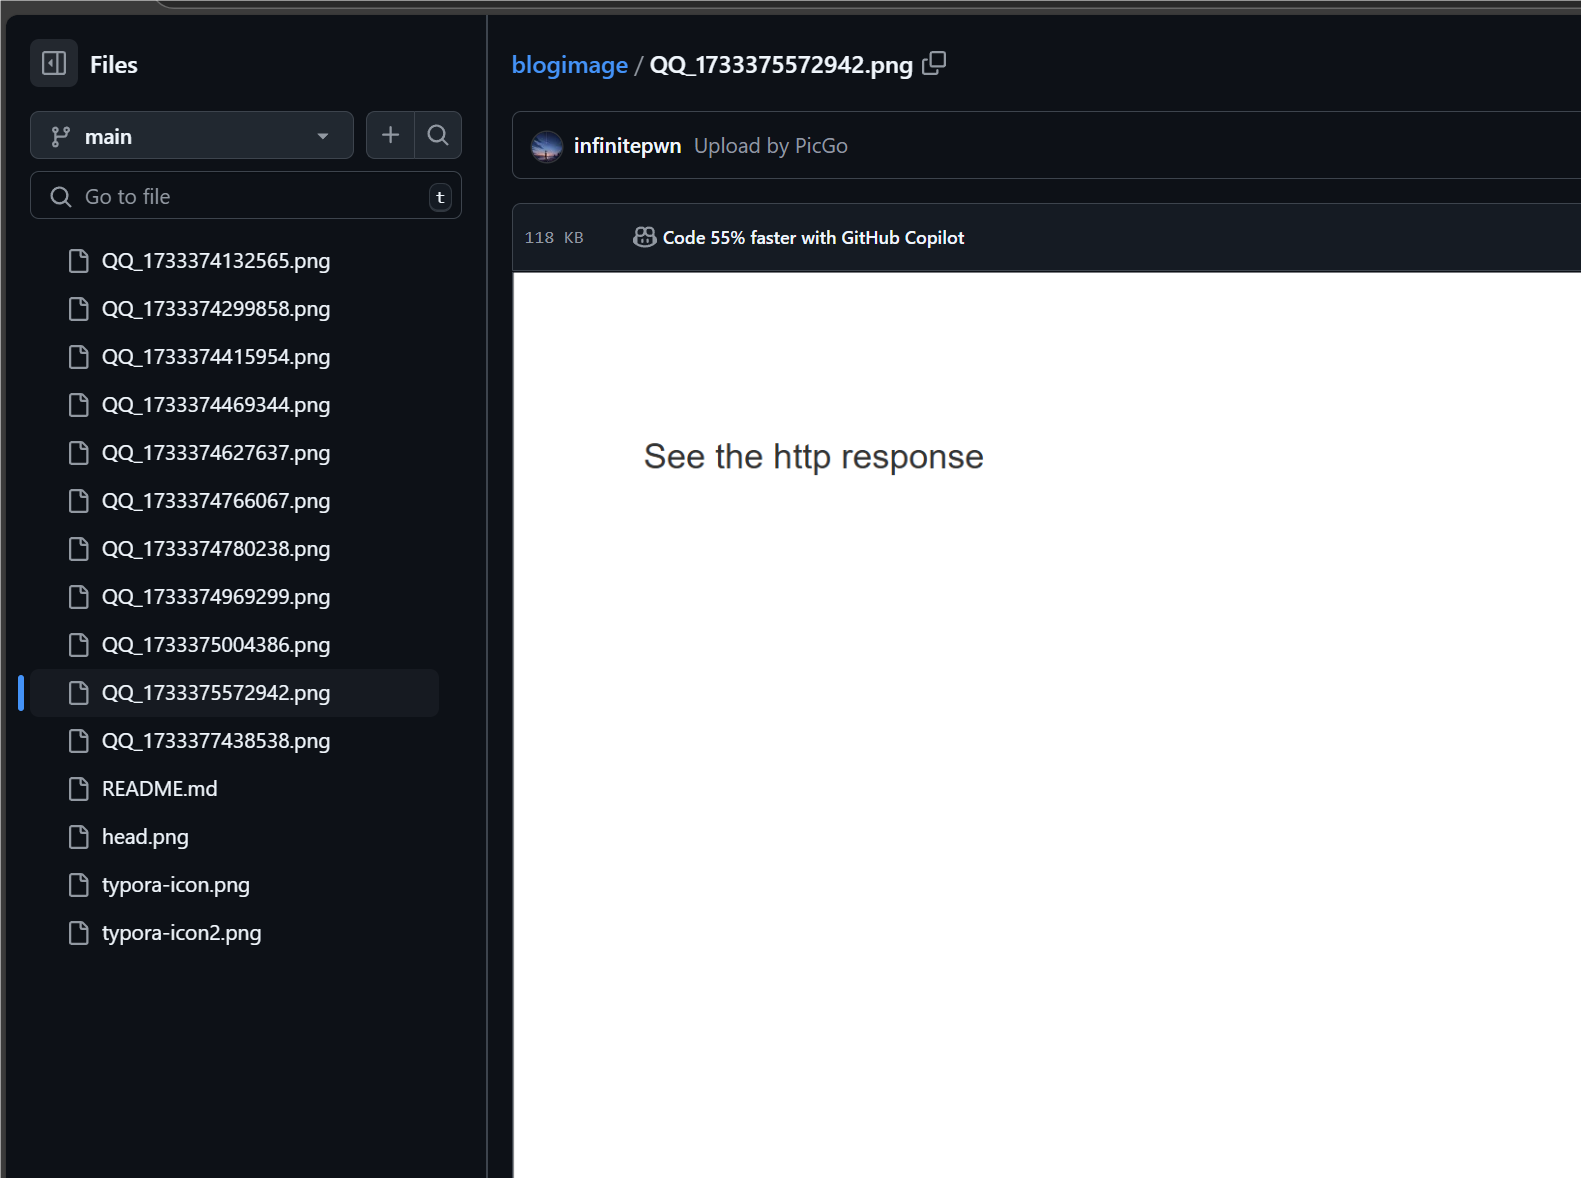 Files
main
Go to file
t
QQ_1733374132565.png
QQ_1733374299858.png
QQ_1733374415954.png
QQ_1733374469344.png
QQ_1733374627637.png
QQ_1733374766067.png
QQ_1733374780238.png
QQ_1733374969299.png
QQ_1733375004386.png
QQ_1733375572942.png
QQ_1733377438538.png
README.md
head.png
typora-icon.png
typora-icon2.png
blogimage / QQ_1733375572942.png
infinitepwn Upload by PicGo
118 KB Code 55% faster with GitHub Copilot
See the http response